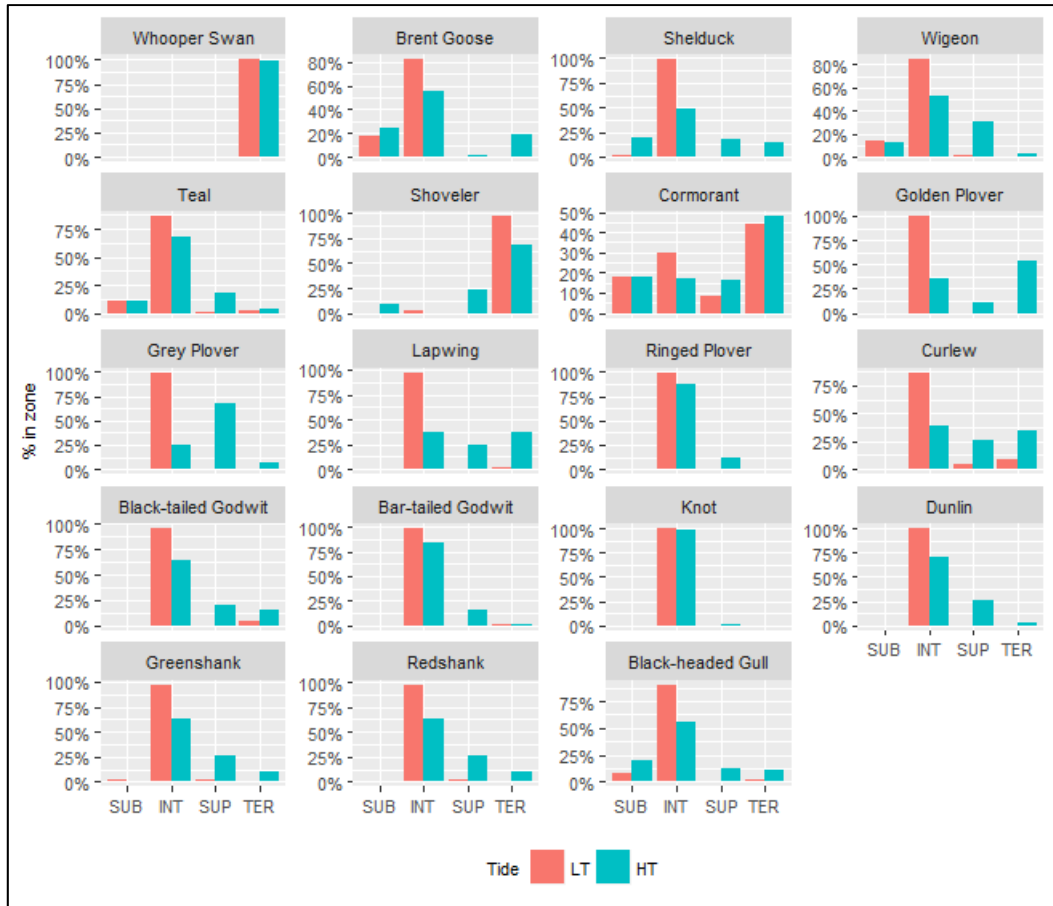 Whooper Swan Brent Goose Shelduck Wigeon
100% 75% 50% 25% 0%
80% 60% 40% 20% 0%
100% 75% 50% 25% 0%
80% 60% 40% 20% 0%
Teal Shoveler Cormorant Golden Plover
75% 50% 25% 0%
100% 75% 50% 25% 0%
50% 40% 30% 20% 10% 0%
100% 75% 50% 25% 0%
% in zone
Grey Plover Lapwing Ringed Plover Curlew
100% 75% 50% 25% 0%
100% 75% 50% 25% 0%
100% 75% 50% 25% 0%
75% 50% 25% 0%
Black-tailed Godwit Bar-tailed Godwit Knot Dunlin
100% 75% 50% 25% 0%
100% 75% 50% 25% 0%
100% 75% 50% 25% 0%
100% 75% 50% 25% 0%
SUB INT SUP TER
Greenshank Redshank Black-headed Gull
100% 75% 50% 25% 0%
100% 75% 50% 25% 0%
75% 50% 25% 0%
SUB INT SUP TER SUB INT SUP TER SUB INT SUP TER
Tide LT HT